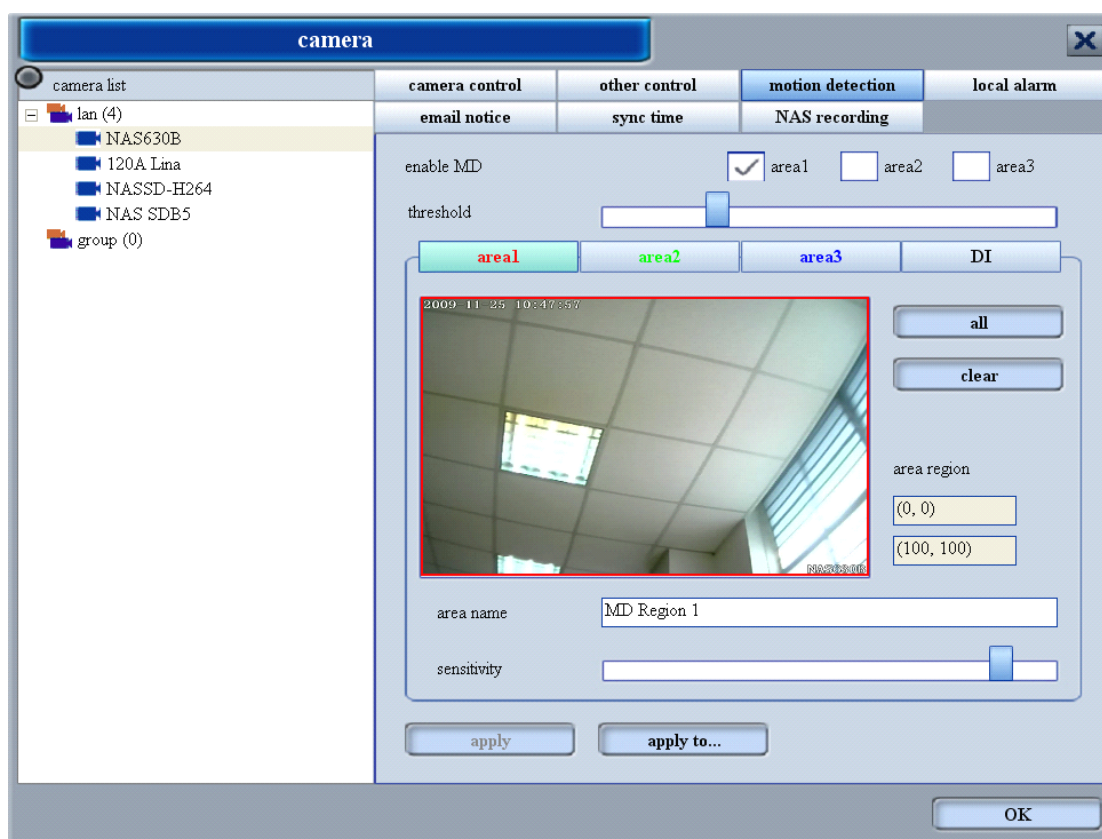 camera
camera list
camera control other control motion detection local alarm
lan (4)
email notice sync time NAS recording
NAS630B
120A Lina
enable MD area1 area2 area3
NASSD-H264
NAS SDB5
threshold
group (0)
area1 area2 area3 DI
2009-11-25 10:47:57
all
clear
area region
(0, 0)
(100, 100)
NAS630B
area name MD Region 1
sensitivity
apply apply to...
OK